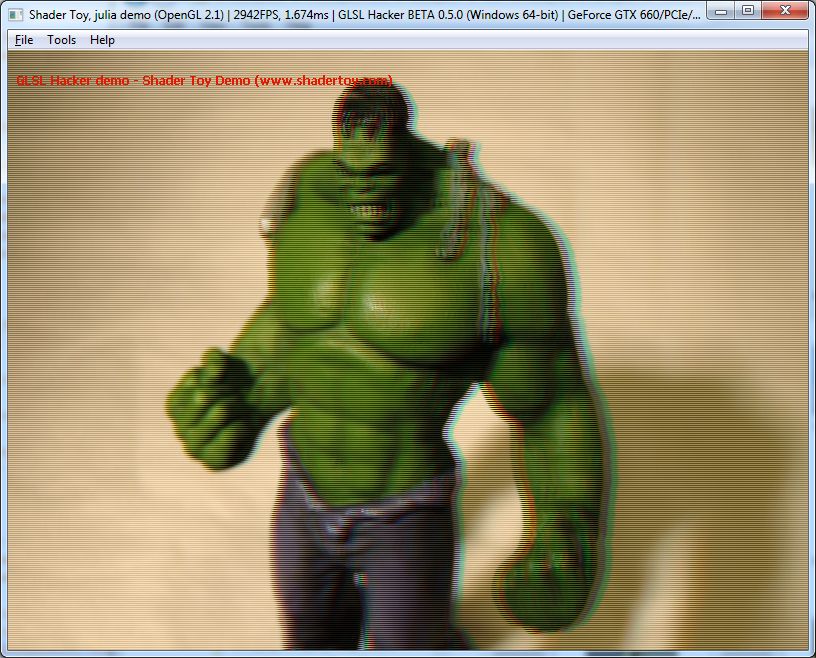 Shader Toy, julia demo (OpenGL 2.1) | 2942FPS, 1.674ms | GLSL Hacker BETA 0.5.0 (Windows 64-bit) | GeForce GTX 660/PCIe/...
File Tools Help
GLSL Hacker demo - Shader Toy Demo (www.shadertoy.com)